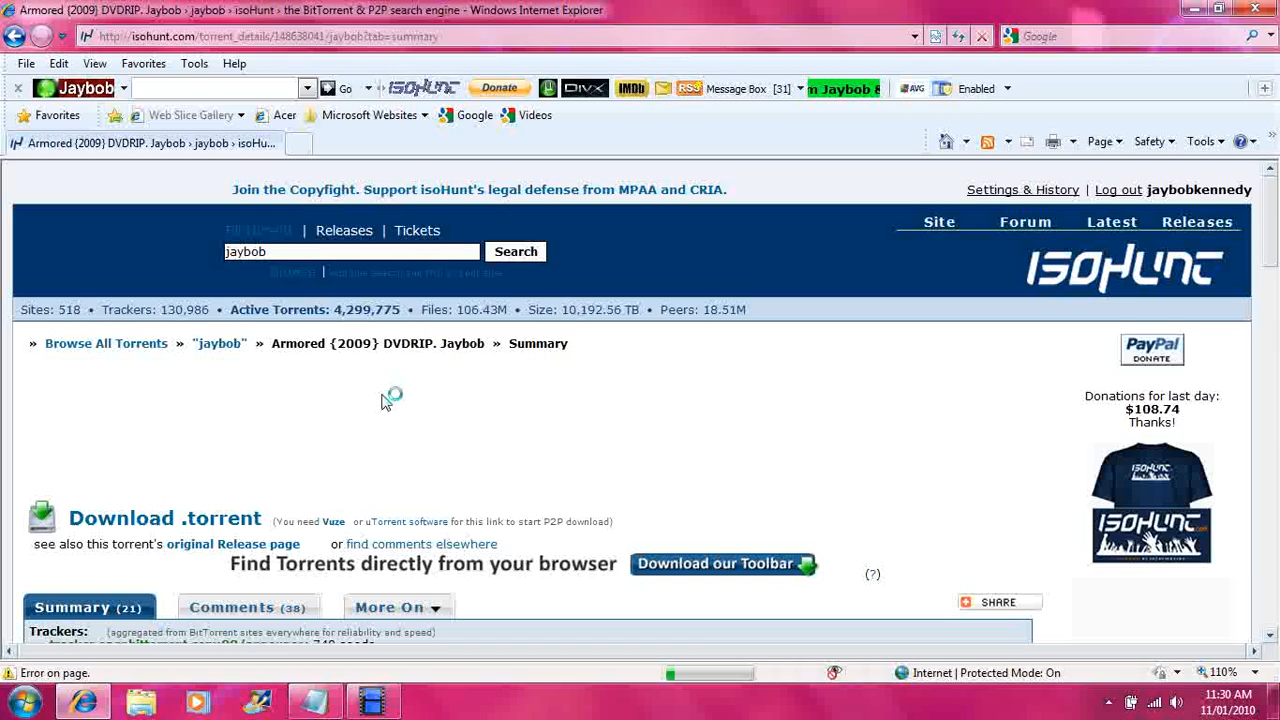 Armored {2009} DVDRIP. Jaybob › jaybob › isoHunt › the BitTorrent & P2P search engine - Windows Internet Explorer
http://isohunt.com/torrent_details/148638041/jaybob?tab=summary
Google
File Edit View Favorites Tools Help
Jaybob Go ISOHUNT Donate DIVX IMDb RSS Message Box [31] m Jaybob & AVG Enabled
Favorites Web Slice Gallery Acer Microsoft Websites Google Videos
Armored {2009} DVDRIP. Jaybob › jaybob › isoHu...
Page Safety Tools
Join the Copyfight. Support isoHunt's legal defense from MPAA and CRIA.
Settings & History | Log out jaybobkennedy
| Releases | Tickets
Site Forum Latest Releases
jaybob Search
ISOHUNT
Sites: 518 • Trackers: 130,986 • Active Torrents: 4,299,775 • Files: 106.43M • Size: 10,192.56 TB • Peers: 18.51M
» Browse All Torrents » "jaybob" » Armored {2009} DVDRIP. Jaybob » Summary
PayPal
DONATE
Donations for last day:
$108.74
Thanks!
ISOHUNT
ISOHUNT.com
Download .torrent (You need Vuze or uTorrent software for this link to start P2P download)
see also this torrent's original Release page or find comments elsewhere
Find Torrents directly from your browser Download our Toolbar (?)
Summary (21) Comments (38) More On SHARE
Trackers: (aggregated from BitTorrent sites everywhere for reliability and speed)
Error on page.
Internet | Protected Mode: On
110%
11:30 AM
11/01/2010